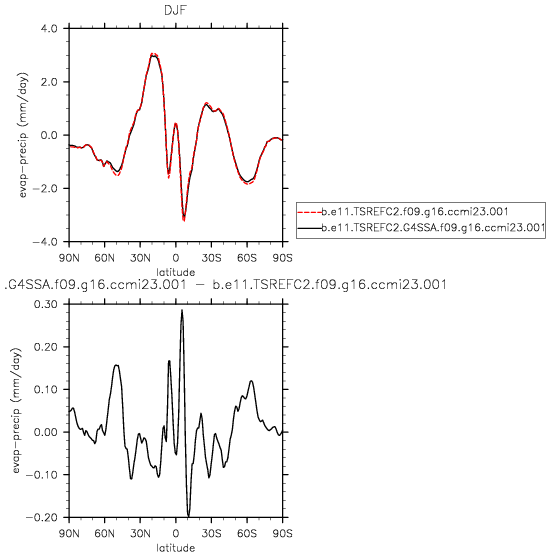 DJF
4.0
2.0
0.0
-2.0
-4.0
evap-precip (mm/day)
90N 60N 30N 0 30S 60S 90S
latitude
b.e11.TSREFC2.f09.g16.ccmi23.001
b.e11.TSREFC2.G4SSA.f09.g16.ccmi23.001
.G4SSA.f09.g16.ccmi23.001 - b.e11.TSREFC2.f09.g16.ccmi23.001
0.30
0.20
0.10
0.00
-0.10
-0.20
evap-precip (mm/day)
90N 60N 30N 0 30S 60S 90S
latitude